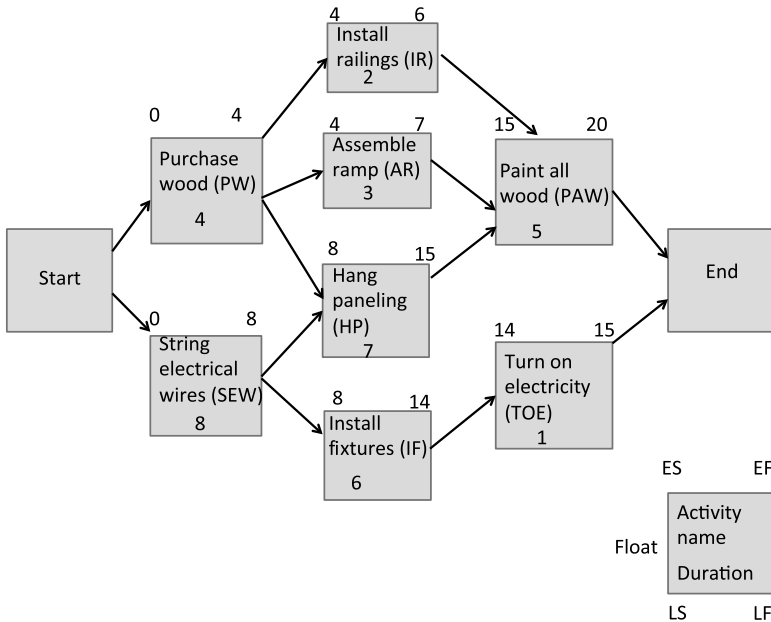 4 6
Install
railings (IR)
2
0 4
Purchase
wood (PW)
4
4 7
Assemble
ramp (AR)
3
15 20
Paint all
wood (PAW)
5
Start
8 15
Hang
paneling
(HP)
7
End
0 8
String
electrical
wires (SEW)
8
8 14
Install
fixtures (IF)
6
14 15
Turn on
electricity
(TOE)
1
ES EF
Activity
name
Float
Duration
LS LF